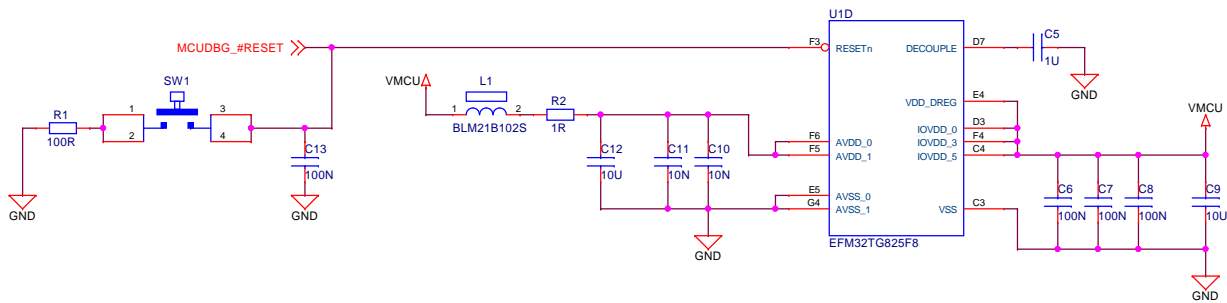 U1D
MCUDBG_#RESET
F3
RESETn
DECOUPLE
D7
C5
1U
GND
SW1
VMCU
L1
1
2
BLM21B102S
R2
1R
R1
100R
1
2
3
4
C13
100N
GND
GND
E4
VDD_DREG
D3
IOVDD_0
F4
IOVDD_3
C4
IOVDD_5
VMCU
F6
AVDD_0
F5
AVDD_1
C12
10U
C11
10N
C10
10N
E5
AVSS_0
G4
AVSS_1
VSS
C3
C6
100N
C7
100N
C8
100N
C9
10U
EFM32TG825F8
GND
GND